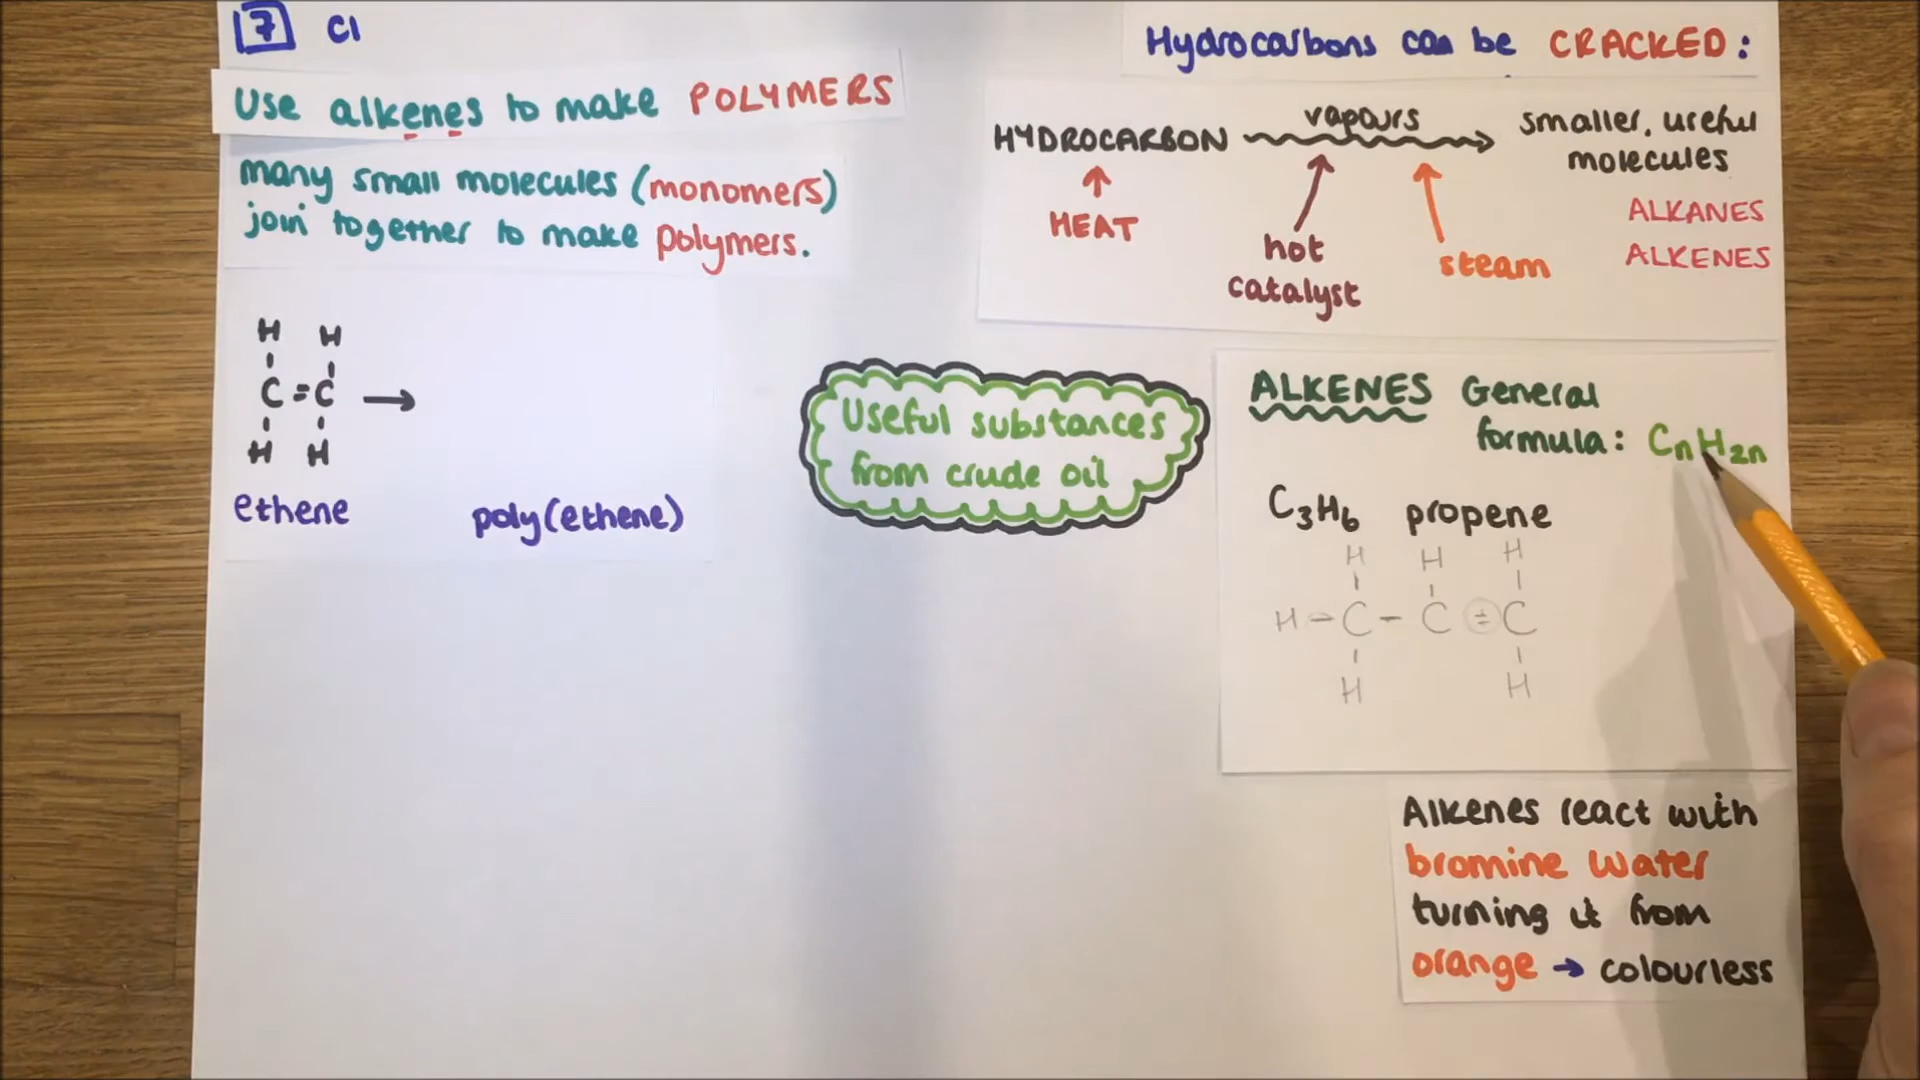 7 C1
Use alkenes to make POLYMERS
many small molecules (monomers)
join together to make polymers.
H H
C=C →
H H
ethene poly(ethene)
Useful substances
from crude oil
Hydrocarbons can be CRACKED:
HYDROCARBON vapours smaller, useful
molecules
HEAT hot
catalyst
steam
ALKANES
ALKENES
ALKENES General
formula: CnH2n
C3H6 propene
H H H
H-C-C=C
H H
Alkenes react with
bromine water
turning it from
orange → colourless